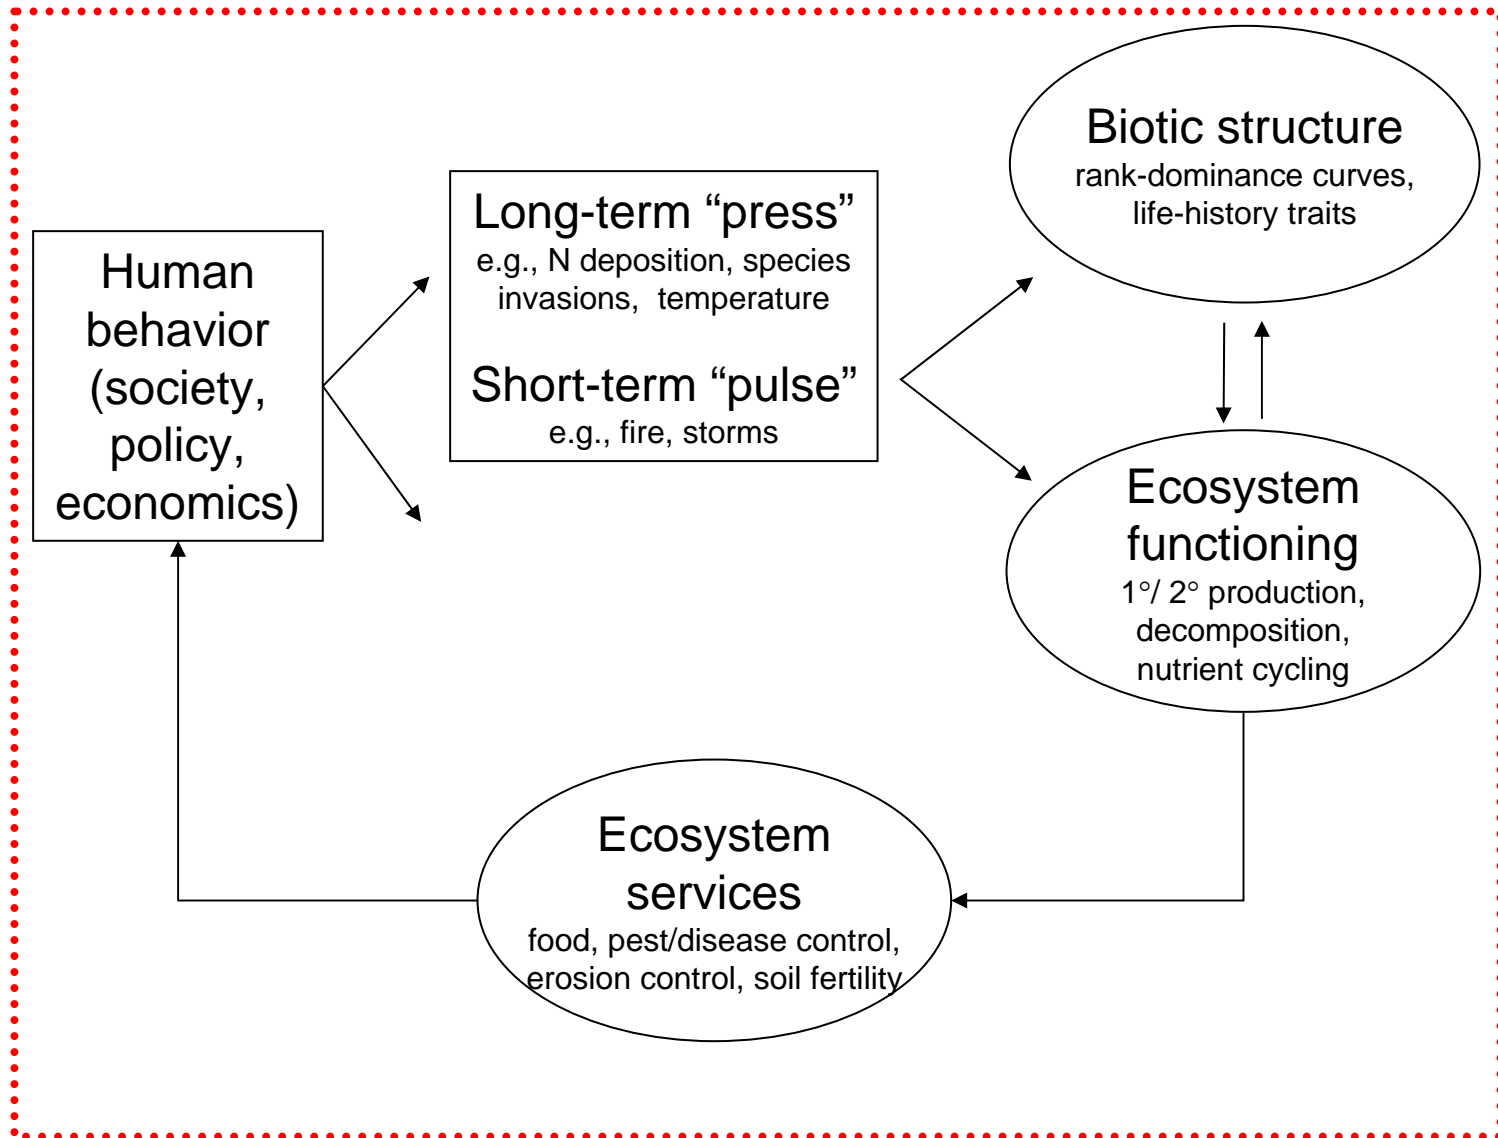 Human
behavior
(society,
policy,
economics)
Long-term “press”
e.g., N deposition, species
invasions, temperature
Short-term “pulse”
e.g., fire, storms
Biotic structure
rank-dominance curves,
life-history traits
Ecosystem
functioning
1°/ 2° production,
decomposition,
nutrient cycling
Ecosystem
services
food, pest/disease control,
erosion control, soil fertility